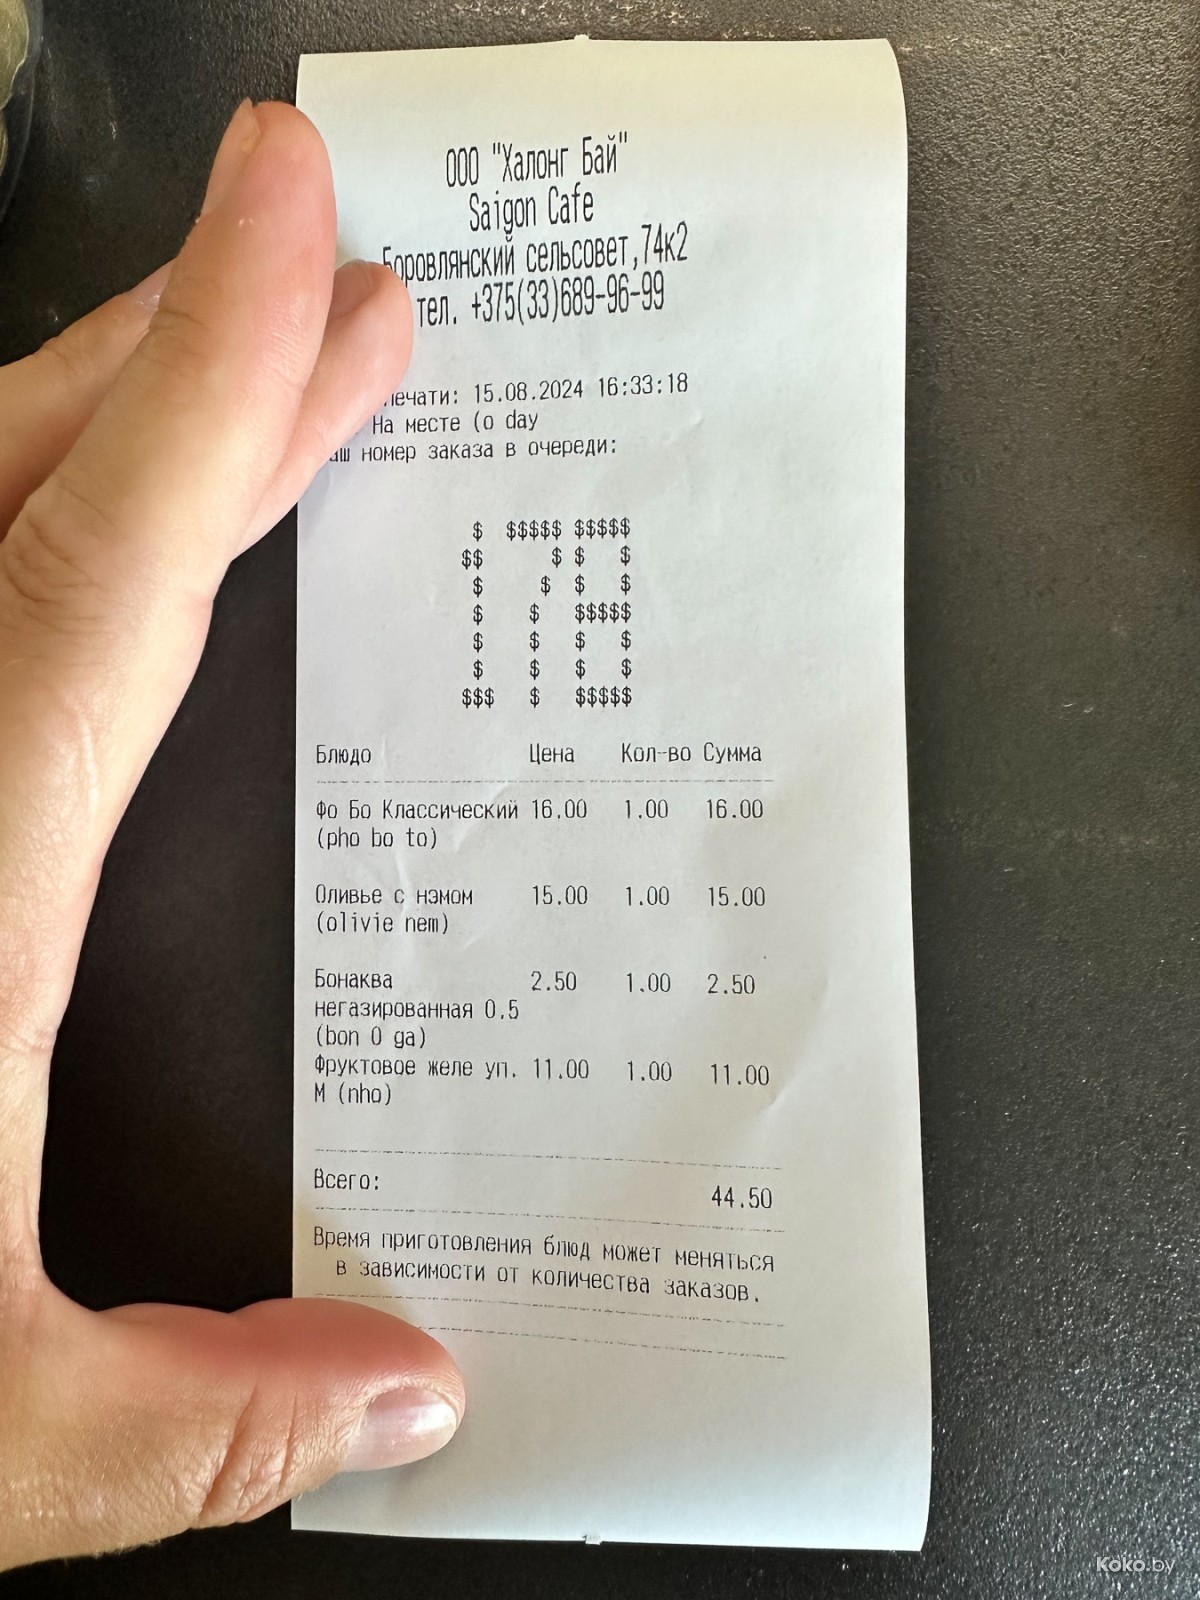 ООО "Халонг Бай"
Saigon Cafe
Боровлянский сельсовет,74к2
тел. +375(33)689-96-99
печати: 15.08.2024 16:33:18
На месте (o day
аш номер заказа в очереди:
178
Блюдо Цена Кол-во Сумма
Фо Бо Классический 16.00 1.00 16.00
(pho bo to)
Оливье с нэмом 15.00 1.00 15.00
(olivie nem)
Бонаква 2.50 1.00 2.50
негазированная 0,5
(bon 0 ga)
Фруктовое желе уп. 11.00 1.00 11.00
М (nho)
Всего: 44.50
Время приготовления блюд может меняться
в зависимости от количества заказов.
Koko.by